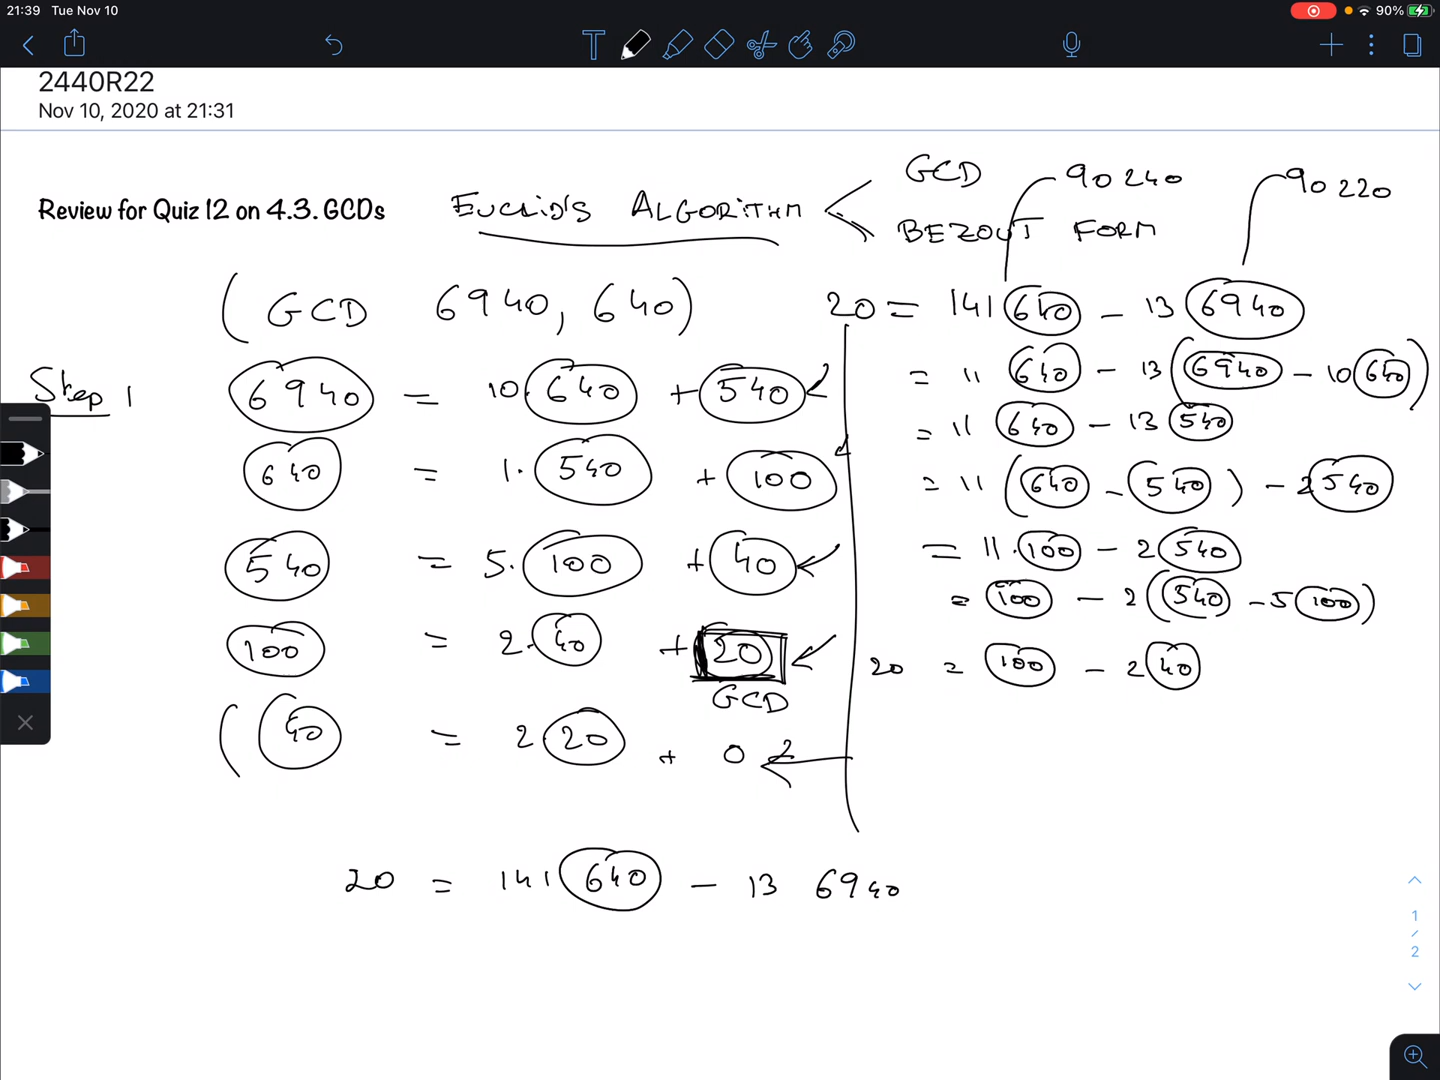 21:39 Tue Nov 10
90%
2440R22
Nov 10, 2020 at 21:31
Review for Quiz 12 on 4.3. GCDs
EUCLID'S ALGORITHM
GCD
BEZOUT FORM
90 240
90 220
(GCD 6940, 640)
Step 1
6940 = 10. 640 + 540
640 = 1. 540 + 100
540 = 5. 100 + 40
100 = 2. 40 + 20
GCD
( 40 = 2 20 + 0
20 = 141 640 - 13 6940
= 11 640 - 13 (6940 - 10 640)
= 11 640 - 13 540
= 11 (640 - 540) - 2 540
= 11. 100 - 2 540
= 100 - 2 (540 - 5 100)
20 = 100 - 2 40
20 = 141 640 - 13 6940
1
/
2